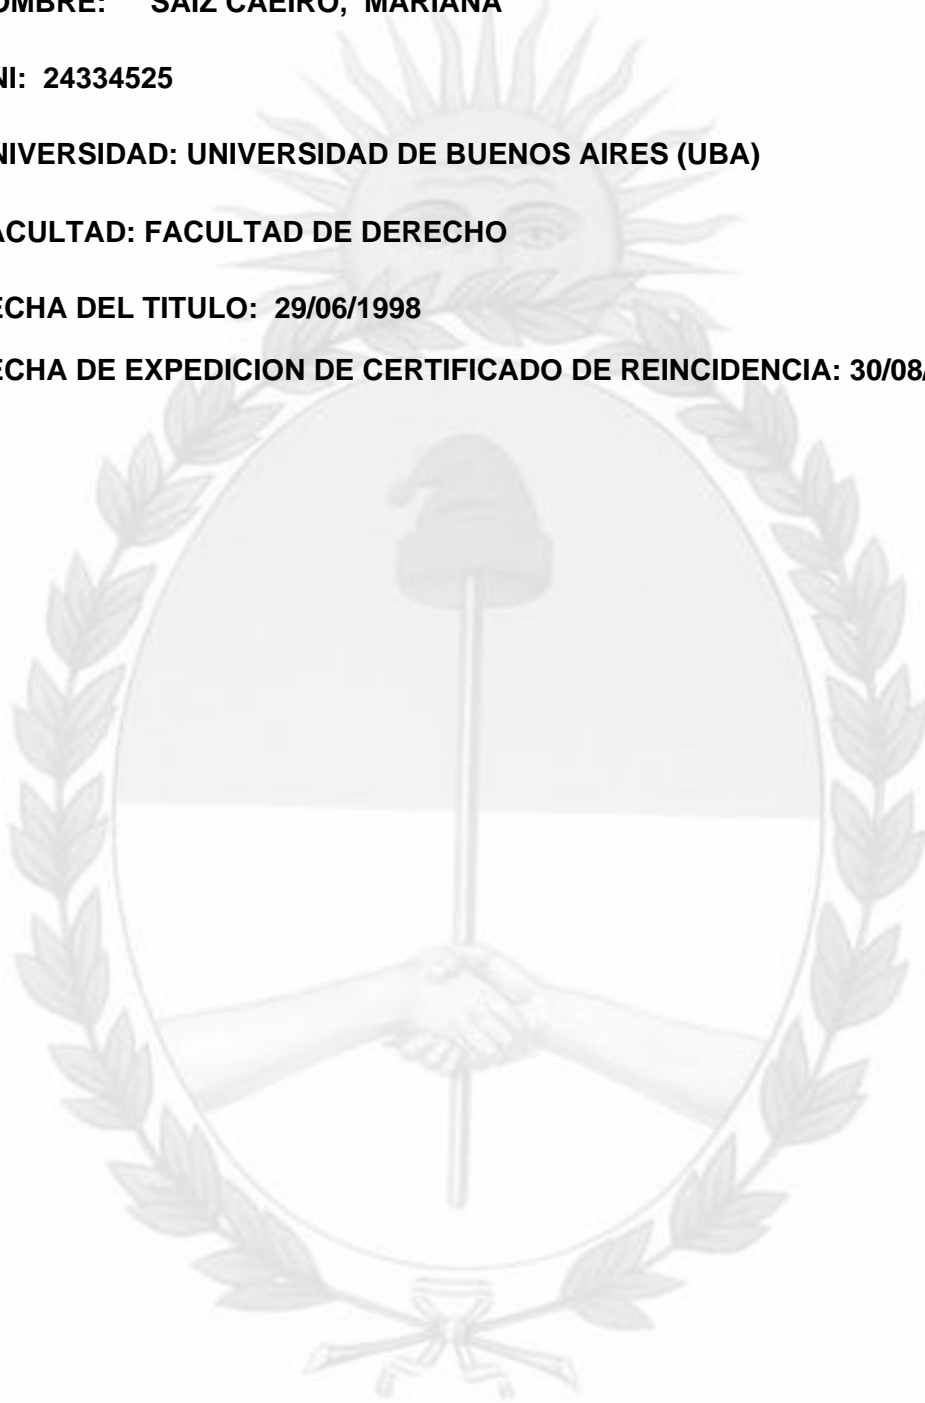 OMBRE: SAIZ CAEIRO, MARIANA
NI: 24334525
NIVERSIDAD: UNIVERSIDAD DE BUENOS AIRES (UBA)
ACULTAD: FACULTAD DE DERECHO
ECHA DEL TITULO: 29/06/1998
ECHA DE EXPEDICION DE CERTIFICADO DE REINCIDENCIA: 30/08/